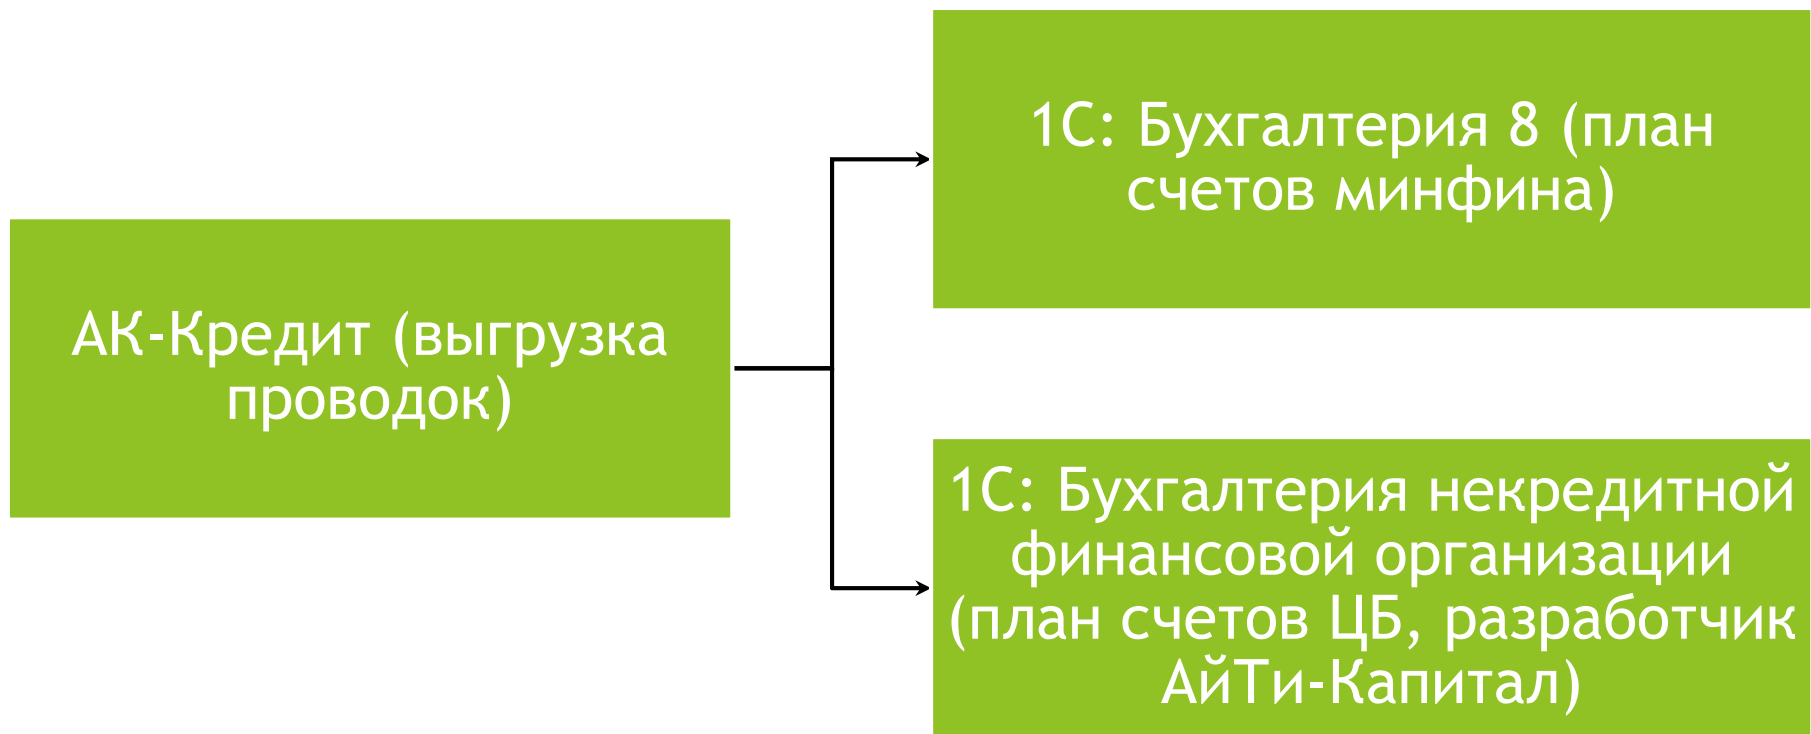 АК-Кредит (выгрузка
проводок)
1С: Бухгалтерия 8 (план
счетов минфина)
1С: Бухгалтерия некредитной
финансовой организации
(план счетов ЦБ, разработчик
АйТи-Капитал)